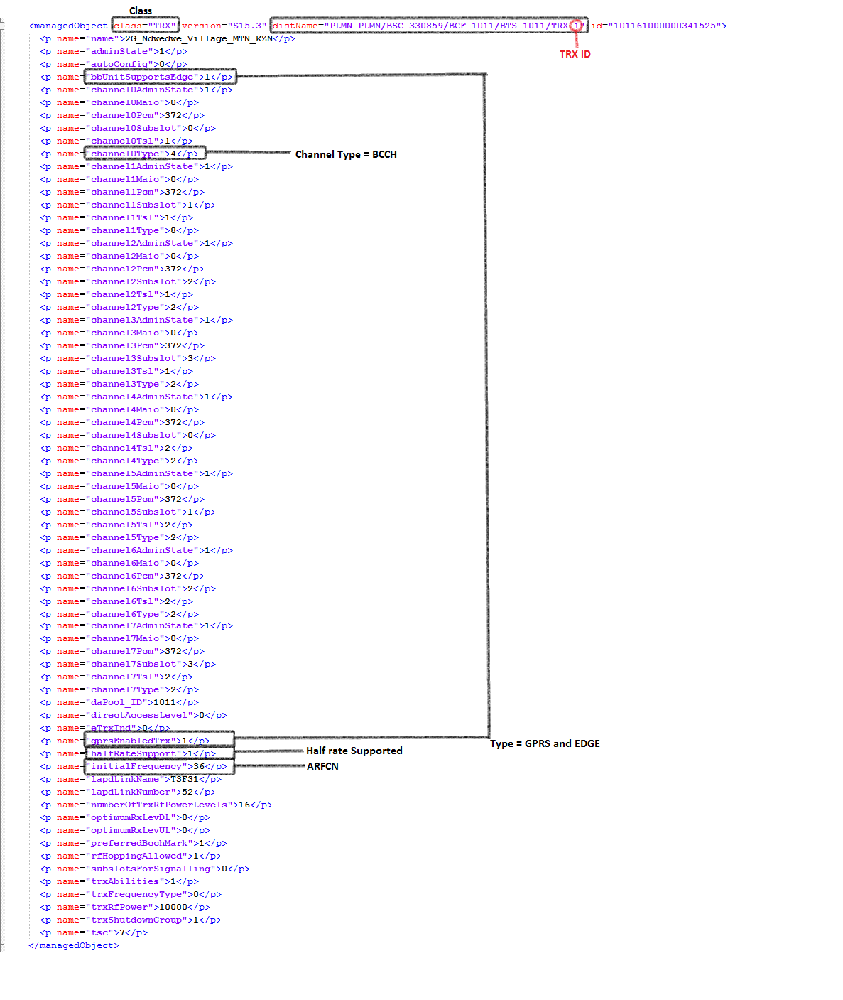 Class
<managedObject class="TRX" version="S15.3" distName="PLMN-PLMN/BSC-330859/BCF-1011/BTS-1011/TRX-1" id="101161000000341525">
<p name="name">2G_Ndwedwe_Village_MTN_KZN</p>
TRX ID
<p name="adminState">1</p>
<p name="autoConfig">0</p>
<p name="bbUnitSupportsEdge">1</p>
<p name="channel0AdminState">1</p>
<p name="channel0Maio">0</p>
<p name="channel0Pcm">372</p>
<p name="channel0Subslot">0</p>
<p name="channel0Tsl">1</p>
<p name="channel0Type">4</p> Channel Type = BCCH
<p name="channel1AdminState">1</p>
<p name="channel1Maio">0</p>
<p name="channel1Pcm">372</p>
<p name="channel1Subslot">1</p>
<p name="channel1Tsl">1</p>
<p name="channel1Type">8</p>
<p name="channel2AdminState">1</p>
<p name="channel2Maio">0</p>
<p name="channel2Pcm">372</p>
<p name="channel2Subslot">2</p>
<p name="channel2Tsl">1</p>
<p name="channel2Type">2</p>
<p name="channel3AdminState">1</p>
<p name="channel3Maio">0</p>
<p name="channel3Pcm">372</p>
<p name="channel3Subslot">3</p>
<p name="channel3Tsl">1</p>
<p name="channel3Type">2</p>
<p name="channel4AdminState">1</p>
<p name="channel4Maio">0</p>
<p name="channel4Pcm">372</p>
<p name="channel4Subslot">0</p>
<p name="channel4Tsl">2</p>
<p name="channel4Type">2</p>
<p name="channel5AdminState">1</p>
<p name="channel5Maio">0</p>
<p name="channel5Pcm">372</p>
<p name="channel5Subslot">1</p>
<p name="channel5Tsl">2</p>
<p name="channel5Type">2</p>
<p name="channel6AdminState">1</p>
<p name="channel6Maio">0</p>
<p name="channel6Pcm">372</p>
<p name="channel6Subslot">2</p>
<p name="channel6Tsl">2</p>
<p name="channel6Type">2</p>
<p name="channel7AdminState">1</p>
<p name="channel7Maio">0</p>
<p name="channel7Pcm">372</p>
<p name="channel7Subslot">3</p>
<p name="channel7Tsl">2</p>
<p name="channel7Type">2</p>
<p name="daPool_ID">1011</p>
<p name="directAccessLevel">0</p>
<p name="eTrxInd">0</p>
<p name="gprsEnabledTrx">1</p> Type = GPRS and EDGE
<p name="halfRateSupport">1</p> Half rate Supported
<p name="initialFrequency">36</p> ARFCN
<p name="lapdLinkName">T3F31</p>
<p name="lapdLinkNumber">52</p>
<p name="numberOfTrxRfPowerLevels">16</p>
<p name="optimumRxLevDL">0</p>
<p name="optimumRxLevUL">0</p>
<p name="preferredBcchMark">1</p>
<p name="rfHoppingAllowed">1</p>
<p name="subslotsForSignalling">0</p>
<p name="trxAbilities">1</p>
<p name="trxFrequencyType">0</p>
<p name="trxRfPower">10000</p>
<p name="trxShutdownGroup">1</p>
<p name="tsc">7</p>
</managedObject>